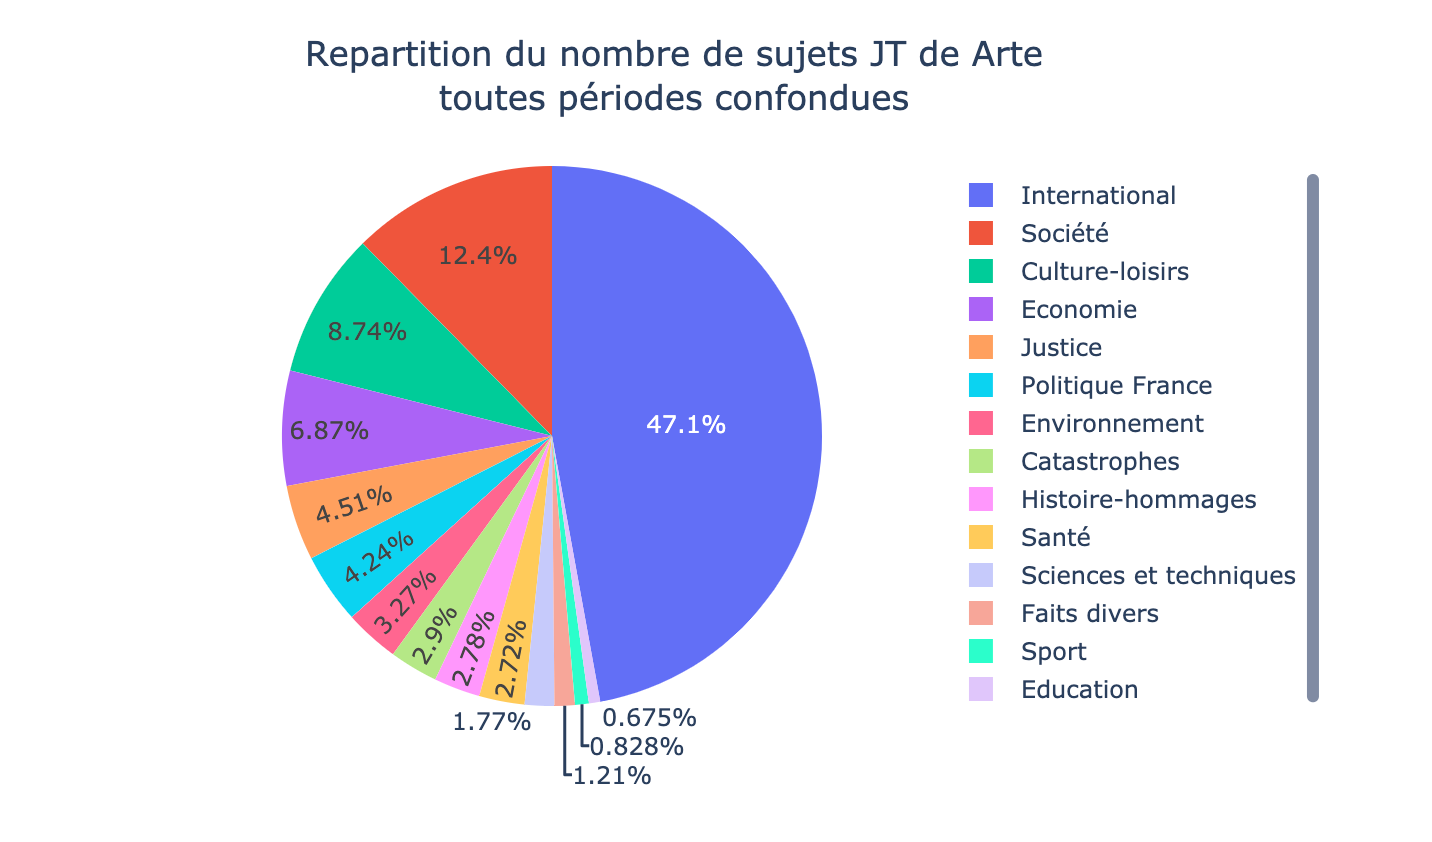 Repartition du nombre de sujets JT de Arte
toutes périodes confondues
47.1%
12.4%
8.74%
6.87%
4.51%
4.24%
3.27%
2.9%
2.78%
2.72%
1.77%
1.21%
0.828%
0.675%
International
Société
Culture-loisirs
Economie
Justice
Politique France
Environnement
Catastrophes
Histoire-hommages
Santé
Sciences et techniques
Faits divers
Sport
Education